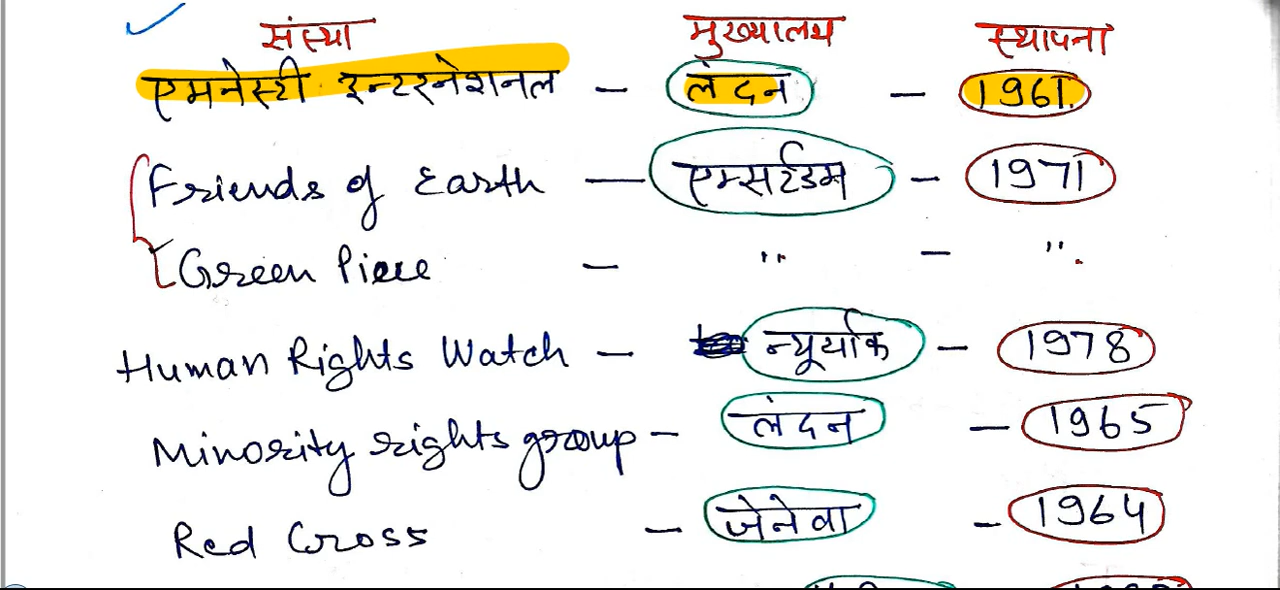 संस्था मुख्यालय स्थापना
एमनेस्टी इन्टरनेशनल – लंदन – 1961.
Friends of Earth – एम्सर्टडम – 1971
Green Piece – " – "
Human Rights Watch – न्यूर्याक – 1978
Minority rights group – लंदन – 1965
Red Cross – जेनेवा – 1964